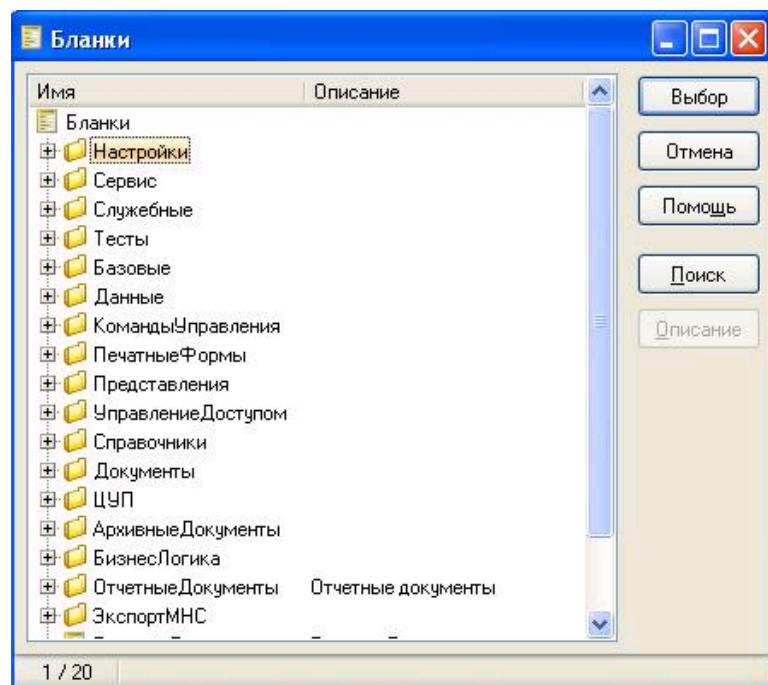 Бланки
Имя Описание
Бланки
Настройки
Сервис
Служебные
Тесты
Базовые
Данные
КомандыУправления
ПечатныеФормы
Представления
УправлениеДоступом
Справочники
Документы
ЦУП
АрхивныеДокументы
БизнесЛогика
ОтчетныеДокументы Отчетные документы
ЭкспортМНС
Выбор
Отмена
Помощь
Поиск
Описание
1 / 20